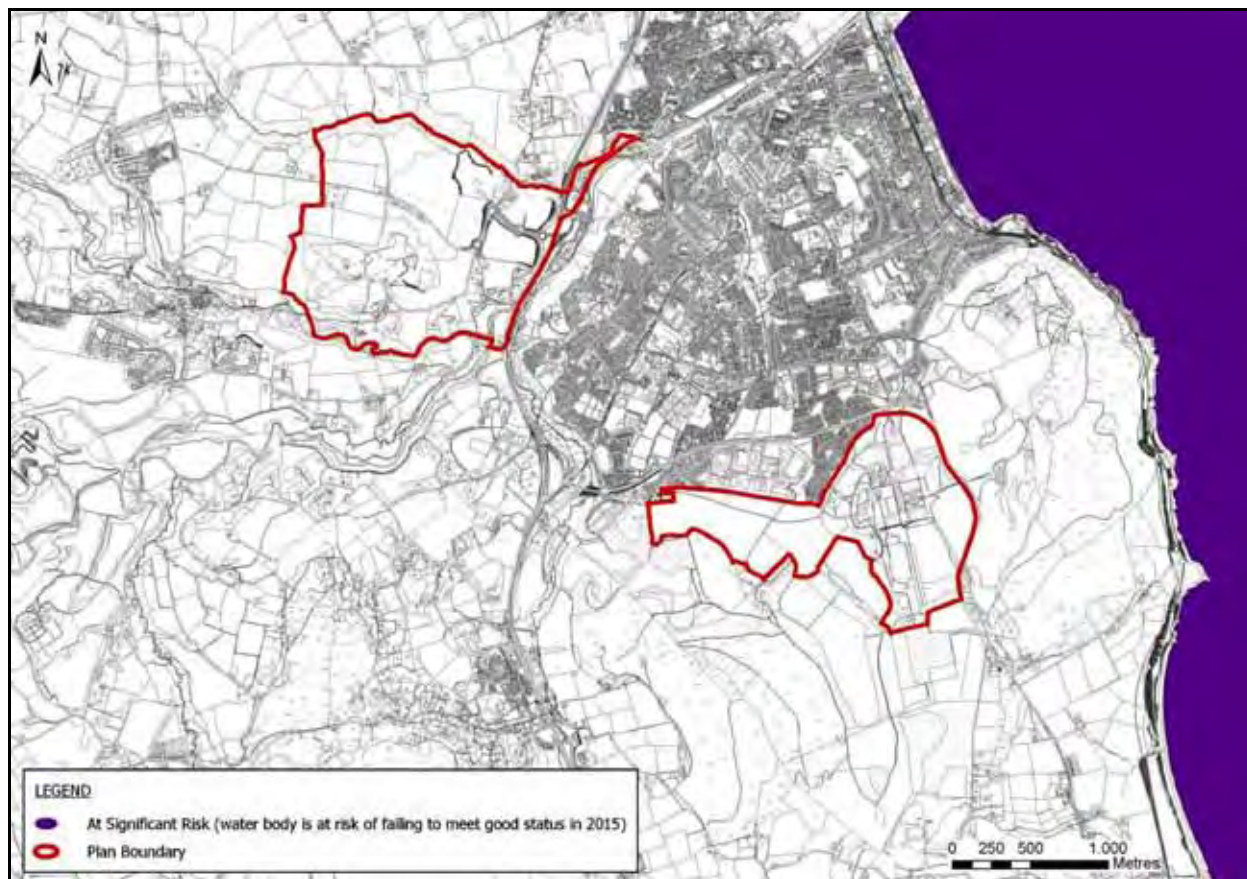 N
LEGEND
At Significant Risk (water body is at risk of failing to meet good status in 2015)
Plan Boundary
0 250 500 1.000
Metres